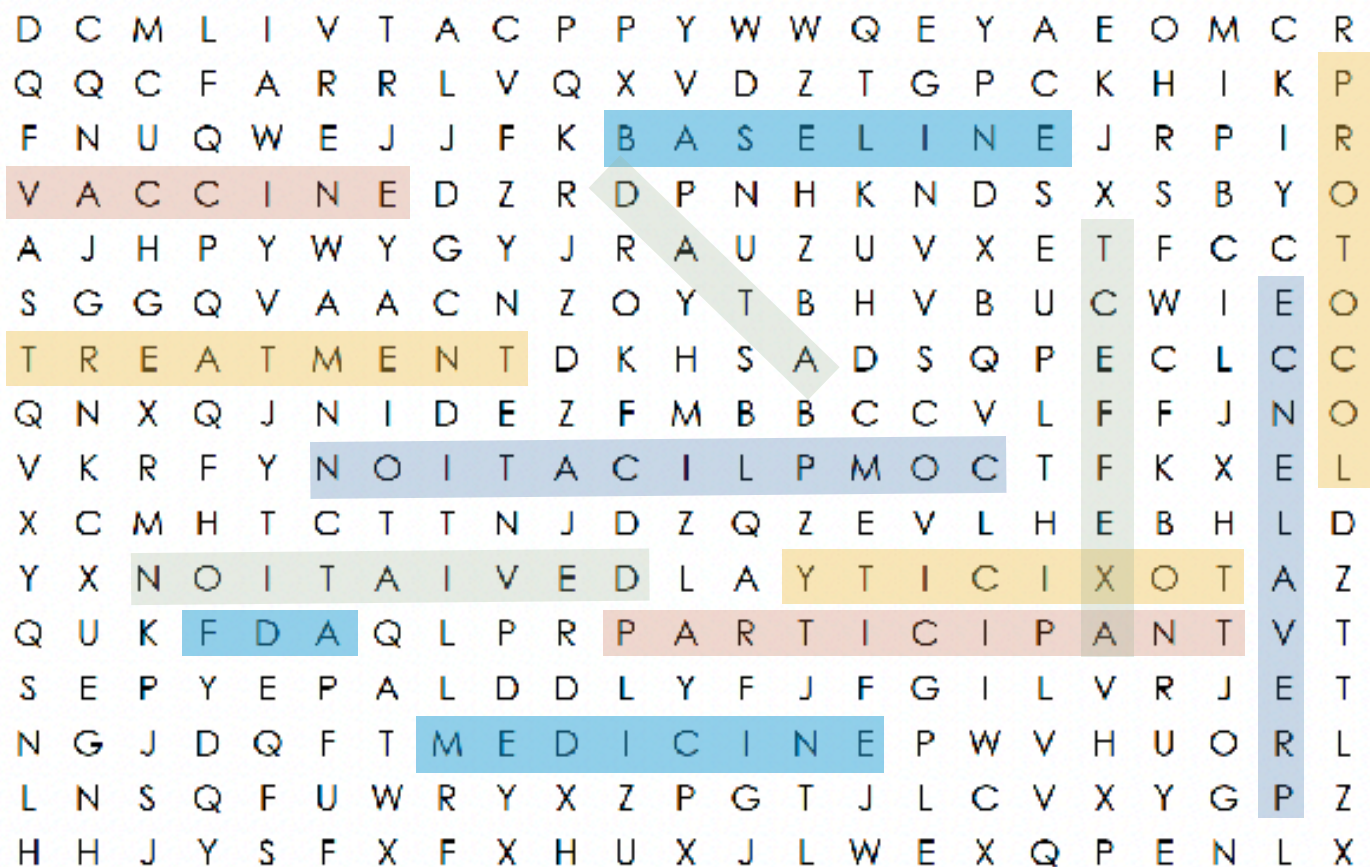 D C M L I V T A C P P Y W W Q E Y A E O M C R
Q Q C F A R R L V Q X V D Z T G P C K H I K P
F N U Q W E J J F K B A S E L I N E J R P I R
V A C C I N E D Z R D P N H K N D S X S B Y O
A J H P Y W Y G Y J R A U Z U V X E T F C C T
S G G Q V A A C N Z O Y T B H V B U C W I E O
T R E A T M E N T D K H S A D S Q P E C L C C
Q N X Q J N I D E Z F M B B C C V L F F J N O
V K R F Y N O I T A C I L P M O C T F K X E L
X C M H T C T T N J D Z Q Z E V L H E B H L D
Y X N O I T A I V E D L A Y T I C I X O T A Z
Q U K F D A Q L P R P A R T I C I P A N T V T
S E P Y E P A L D D L Y F J F G I L V R J E T
N G J D Q F T M E D I C I N E P W V H U O R L
L N S Q F U W R Y X Z P G T J L C V X Y G P Z
H H J Y S F X F X H U X J L W E X Q P E N L X